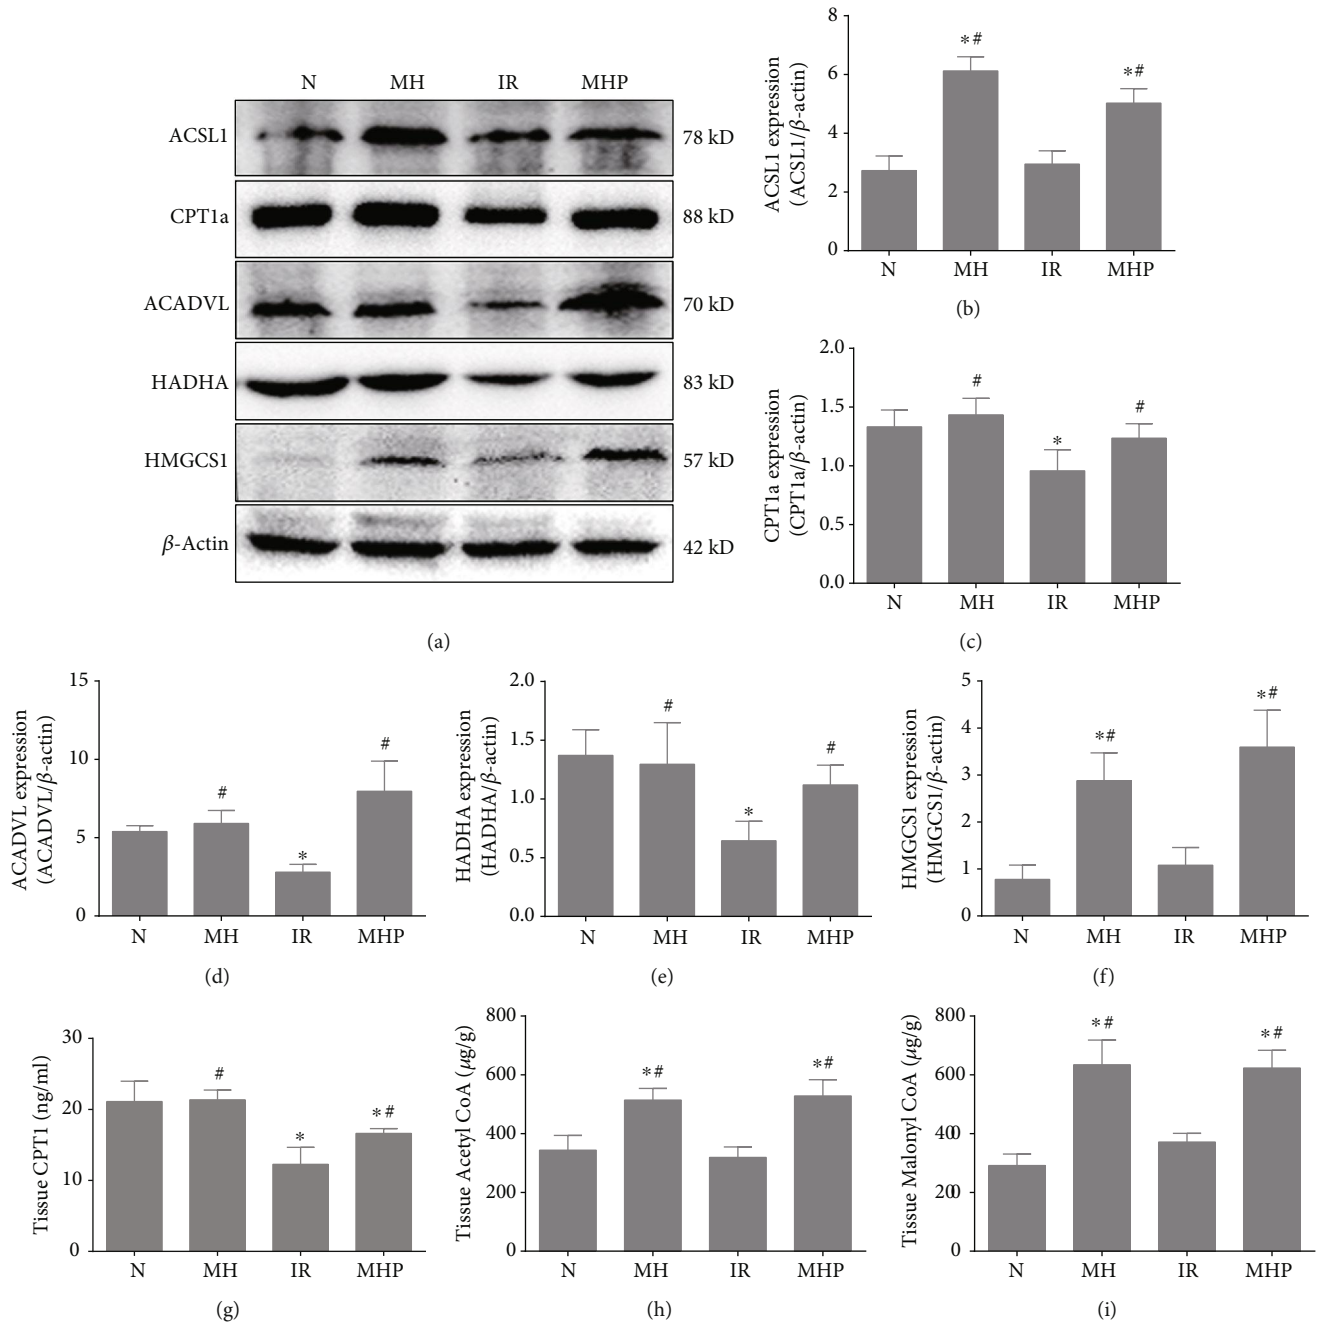 N MH IR MHP
ACSL1 78 kD
CPT1a 88 kD
ACADVL 70 kD
HADHA 83 kD
HMGCS1 57 kD
β-Actin 42 kD
(a)
ACSL1 expression
(ACSL1/β-actin)
8
6
4
2
0
*# *#
N MH IR MHP
(b)
CPT1a expression
(CPT1a/β-actin)
2.0
1.5
1.0
0.5
0.0
# * #
N MH IR MHP
(c)
ACADVL expression
(ACADVL/β-actin)
15
10
5
0
# * #
N MH IR MHP
(d)
HADHA expression
(HADHA/β-actin)
2.0
1.5
1.0
0.5
0.0
# * #
N MH IR MHP
(e)
HMGCS1 expression
(HMGCS1/β-actin)
5
4
3
2
1
0
*# *#
N MH IR MHP
(f)
Tissue CPT1 (ng/ml)
30
20
10
0
# * *#
N MH IR MHP
(g)
Tissue Acetyl CoA (μg/g)
800
600
400
200
0
*# *#
N MH IR MHP
(h)
Tissue Malonyl CoA (μg/g)
800
600
400
200
0
*# *#
N MH IR MHP
(i)